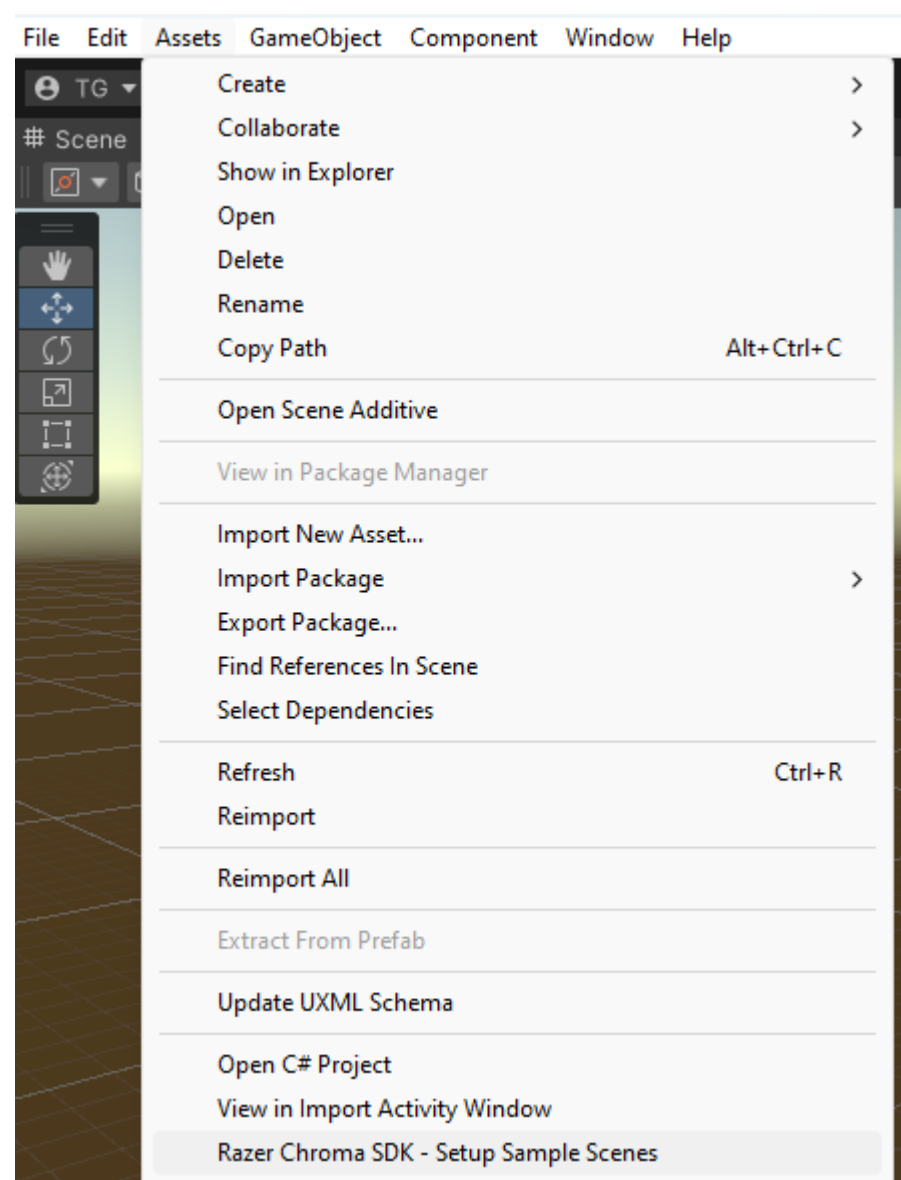 File Edit Assets GameObject Component Window Help
TG
Scene
Create
Collaborate
Show in Explorer
Open
Delete
Rename
Copy Path Alt+Ctrl+C
Open Scene Additive
View in Package Manager
Import New Asset...
Import Package
Export Package...
Find References In Scene
Select Dependencies
Refresh Ctrl+R
Reimport
Reimport All
Extract From Prefab
Update UXML Schema
Open C# Project
View in Import Activity Window
Razer Chroma SDK - Setup Sample Scenes